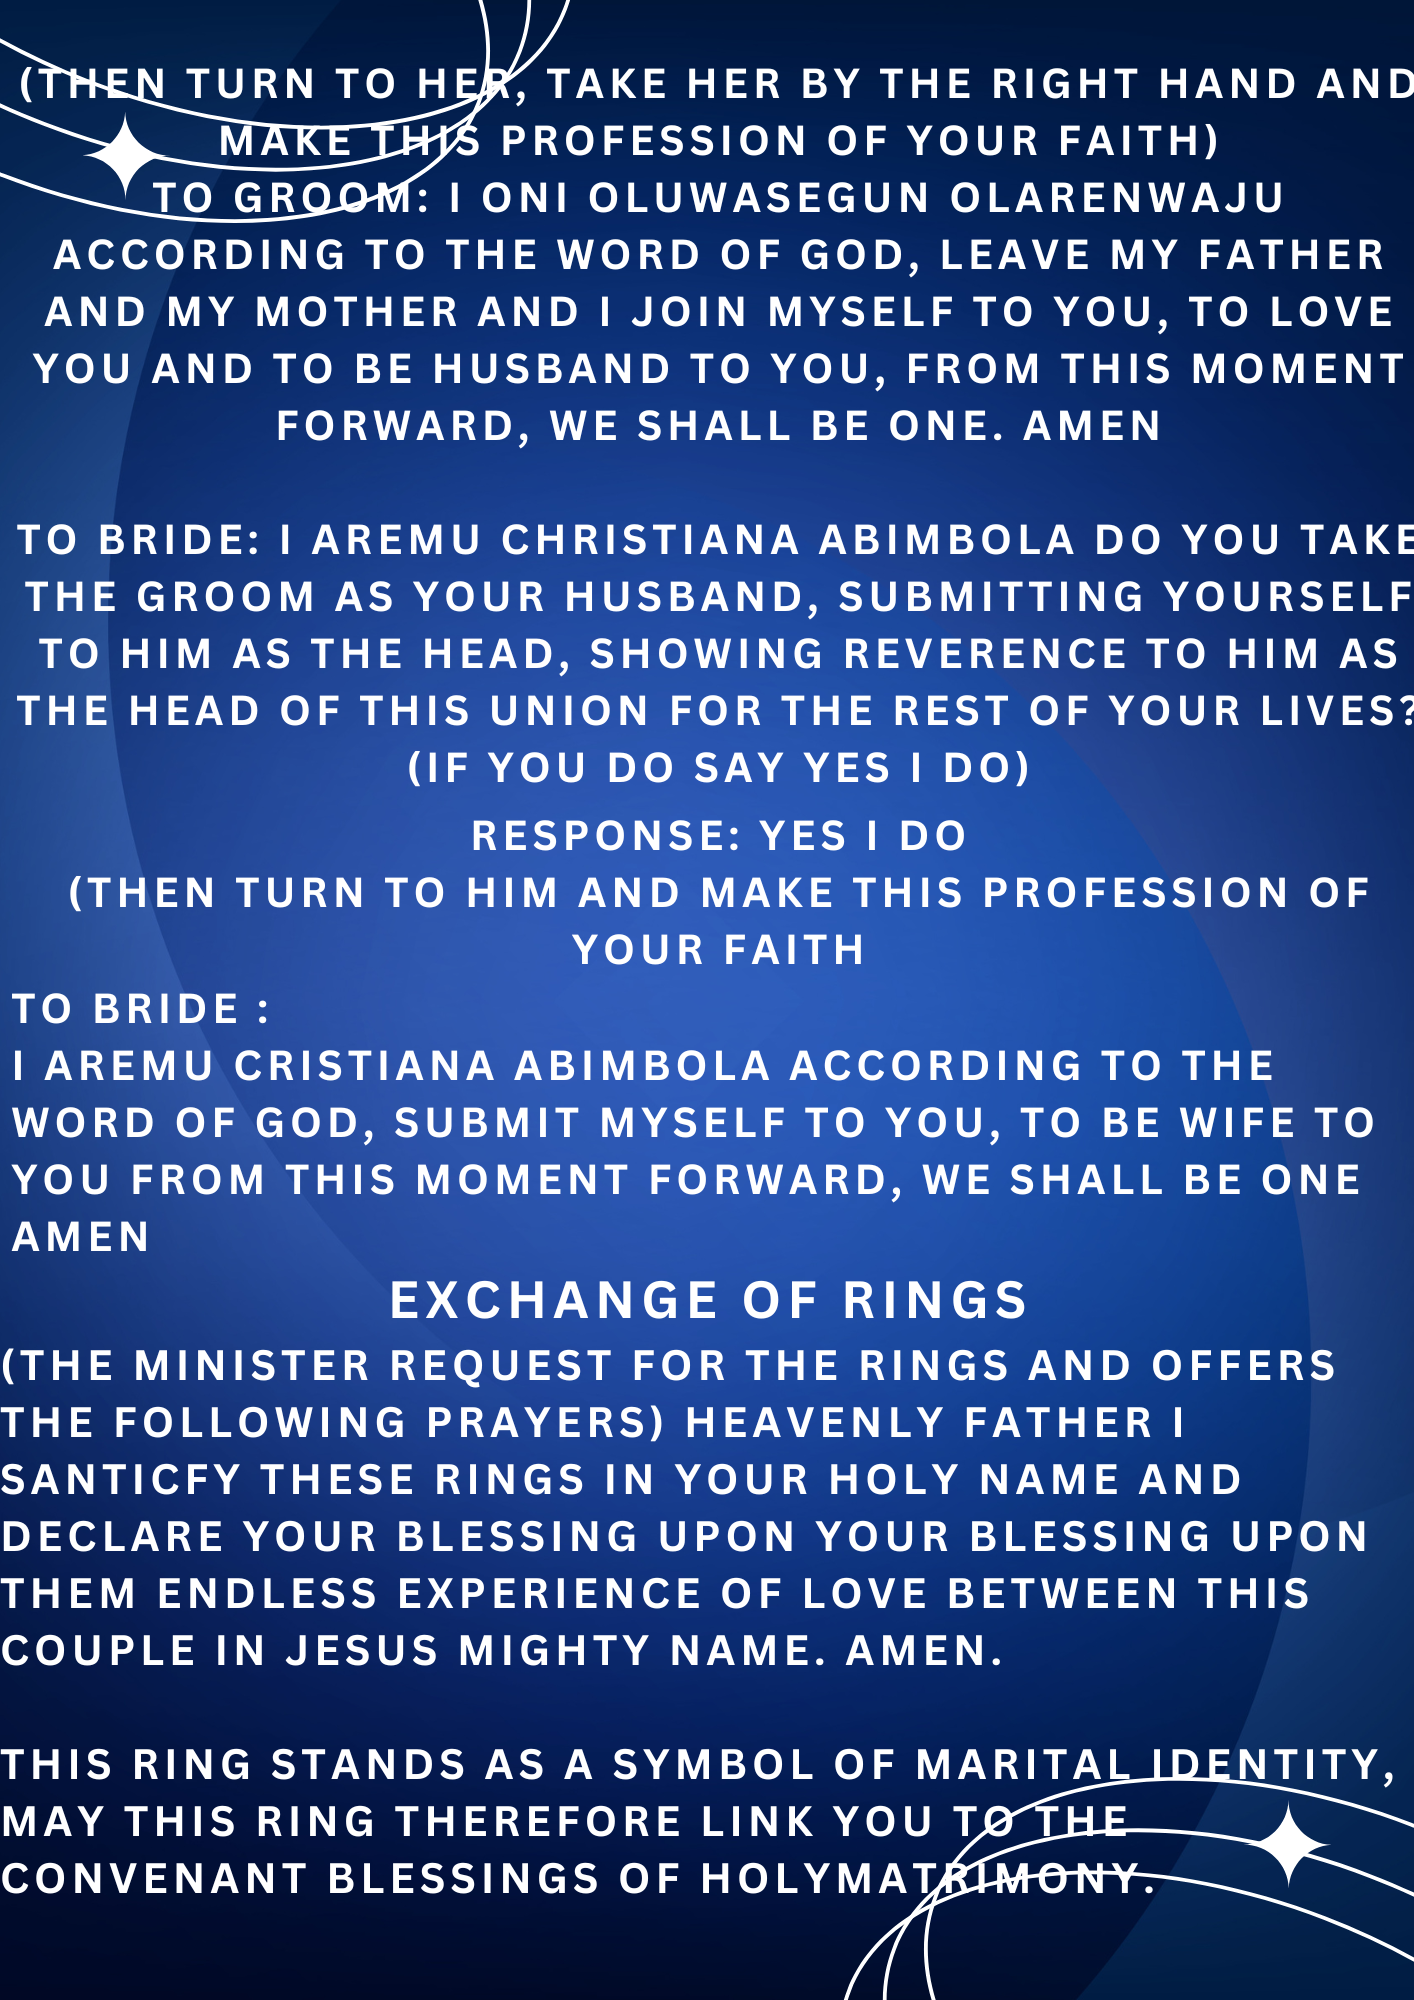 (THEN TURN TO HER, TAKE HER BY THE RIGHT HAND AND
MAKE THIS PROFESSION OF YOUR FAITH)
TO GROOM: I ONI OLUWASEGUN OLARENWAJU
ACCORDING TO THE WORD OF GOD, LEAVE MY FATHER
AND MY MOTHER AND I JOIN MYSELF TO YOU, TO LOVE
YOU AND TO BE HUSBAND TO YOU, FROM THIS MOMENT
FORWARD, WE SHALL BE ONE. AMEN
TO BRIDE: I AREMU CHRISTIANA ABIMBOLA DO YOU TAKE
THE GROOM AS YOUR HUSBAND, SUBMITTING YOURSELF
TO HIM AS THE HEAD, SHOWING REVERENCE TO HIM AS
THE HEAD OF THIS UNION FOR THE REST OF YOUR LIVES?
(IF YOU DO SAY YES I DO)
RESPONSE: YES I DO
(THEN TURN TO HIM AND MAKE THIS PROFESSION OF
YOUR FAITH
TO BRIDE :
I AREMU CRISTIANA ABIMBOLA ACCORDING TO THE
WORD OF GOD, SUBMIT MYSELF TO YOU, TO BE WIFE TO
YOU FROM THIS MOMENT FORWARD, WE SHALL BE ONE
AMEN
EXCHANGE OF RINGS
(THE MINISTER REQUEST FOR THE RINGS AND OFFERS
THE FOLLOWING PRAYERS) HEAVENLY FATHER I
SANTICFY THESE RINGS IN YOUR HOLY NAME AND
DECLARE YOUR BLESSING UPON YOUR BLESSING UPON
THEM ENDLESS EXPERIENCE OF LOVE BETWEEN THIS
COUPLE IN JESUS MIGHTY NAME. AMEN.
THIS RING STANDS AS A SYMBOL OF MARITAL IDENTITY,
MAY THIS RING THEREFORE LINK YOU TO THE
CONVENANT BLESSINGS OF HOLYMATRIMONY.